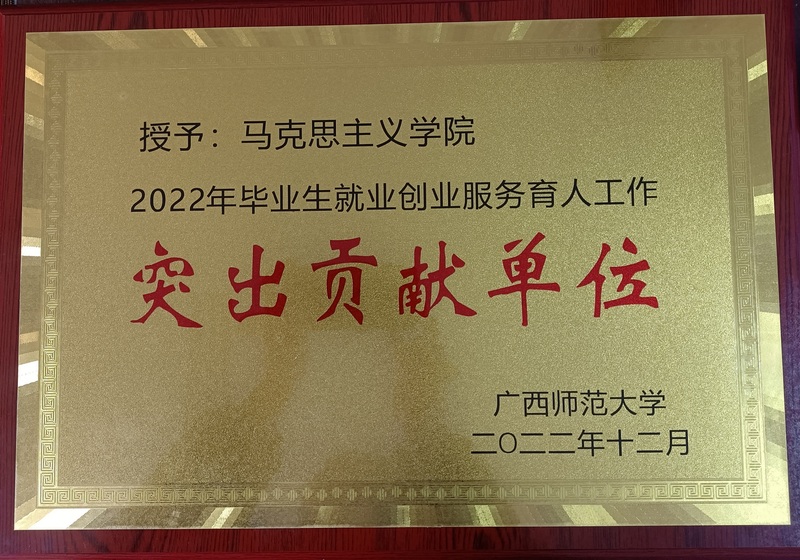 授予：马克思主义学院
2022年毕业生就业创业服务育人工作
突出贡献单位
广西师范大学
二〇二二年十二月